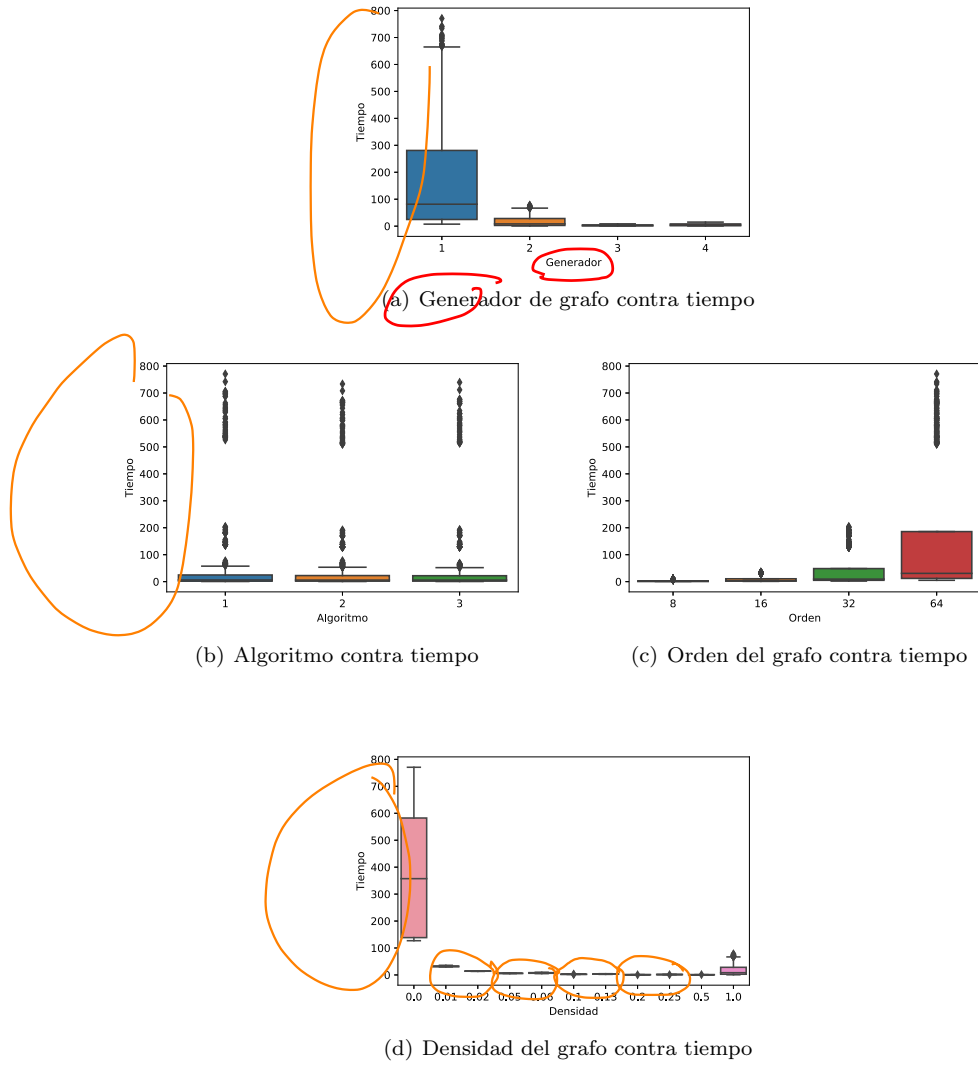 800
700
600
500
400
300
200
100
0
Tiempo
1 2 3 4
Generador
(a) Generador de grafo contra tiempo
800
700
600
500
400
300
200
100
0
Tiempo
1 2 3
Algoritmo
(b) Algoritmo contra tiempo
800
700
600
500
400
300
200
100
0
Tiempo
8 16 32 64
Orden
(c) Orden del grafo contra tiempo
800
700
600
500
400
300
200
100
0
Tiempo
0.0 0.01 0.02 0.05 0.06 0.1 0.13 0.2 0.25 0.5 1.0
Densidad
(d) Densidad del grafo contra tiempo